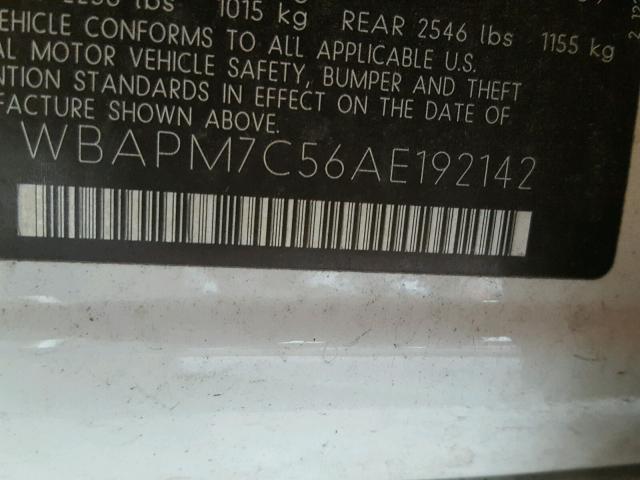 lbs 1015 kg REAR 2546 lbs 1155 kg
VEHICLE CONFORMS TO ALL APPLICABLE U.S.
AL MOTOR VEHICLE SAFETY, BUMPER AND THEFT
NTION STANDARDS IN EFFECT ON THE DATE OF
FACTURE SHOWN ABOVE.
WBAPM7C56AE192142